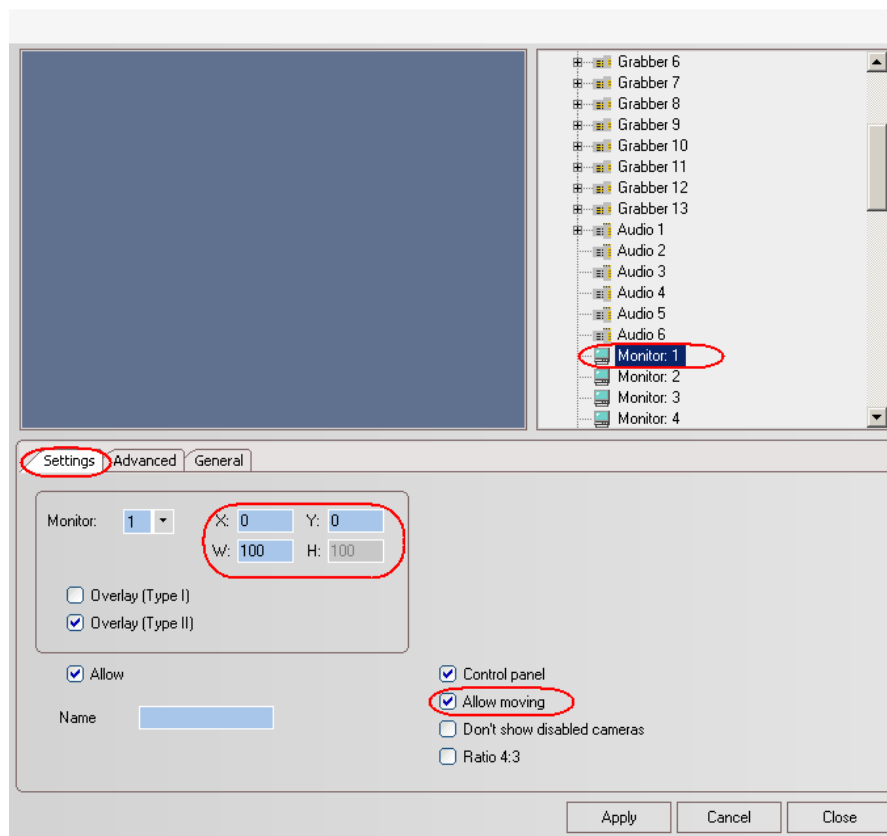 Grabber 6
Grabber 7
Grabber 8
Grabber 9
Grabber 10
Grabber 11
Grabber 12
Grabber 13
Audio 1
Audio 2
Audio 3
Audio 4
Audio 5
Audio 6
Monitor: 1
Monitor: 2
Monitor: 3
Monitor: 4
Settings Advanced General
Monitor: 1 X: 0 Y: 0
W: 100 H: 100
Overlay (Type I)
Overlay (Type II)
Allow
Name
Control panel
Allow moving
Don't show disabled cameras
Ratio 4:3
Apply Cancel Close